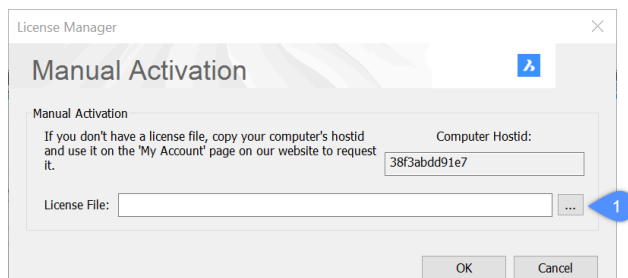 License Manager
Manual Activation
Manual Activation
If you don't have a license file, copy your computer's hostid
and use it on the 'My Account' page on our website to request
it.
Computer Hostid:
38f3abdd91e7
License File:
...
1
OK
Cancel